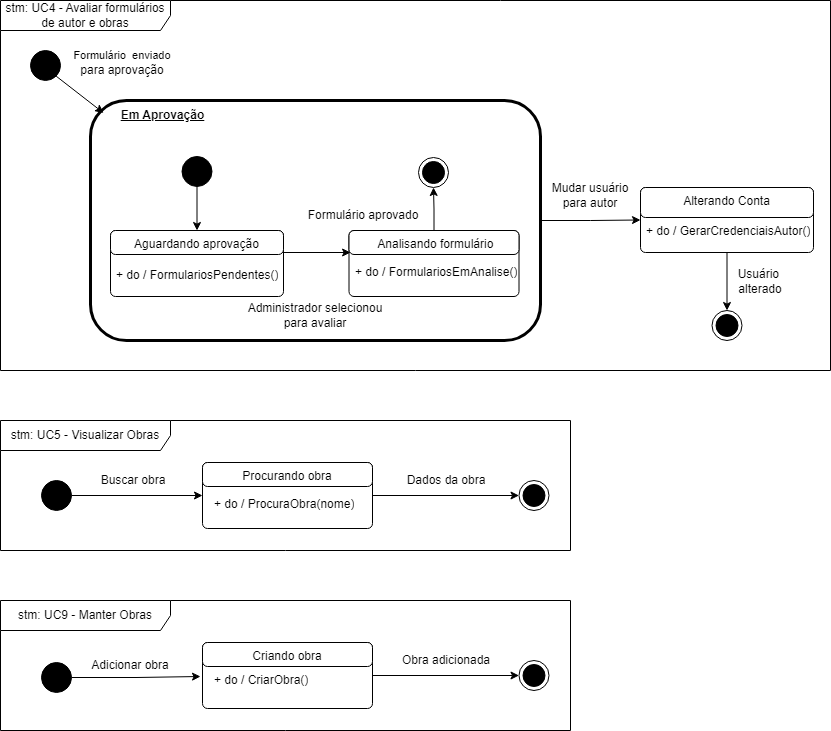 stm: UC4 - Avaliar formulários
de autor e obras
Formulário enviado
para aprovação
Em Aprovação
Formulário aprovado
Aguardando aprovação
+ do / FormulariosPendentes()
Analisando formulário
+ do / FormulariosEmAnalise()
Administrador selecionou
para avaliar
Mudar usuário
para autor
Alterando Conta
+ do / GerarCredenciaisAutor()
Usuário
alterado
stm: UC5 - Visualizar Obras
Buscar obra
Procurando obra
+ do / ProcuraObra(nome)
Dados da obra
stm: UC9 - Manter Obras
Adicionar obra
Criando obra
+ do / CriarObra()
Obra adicionada